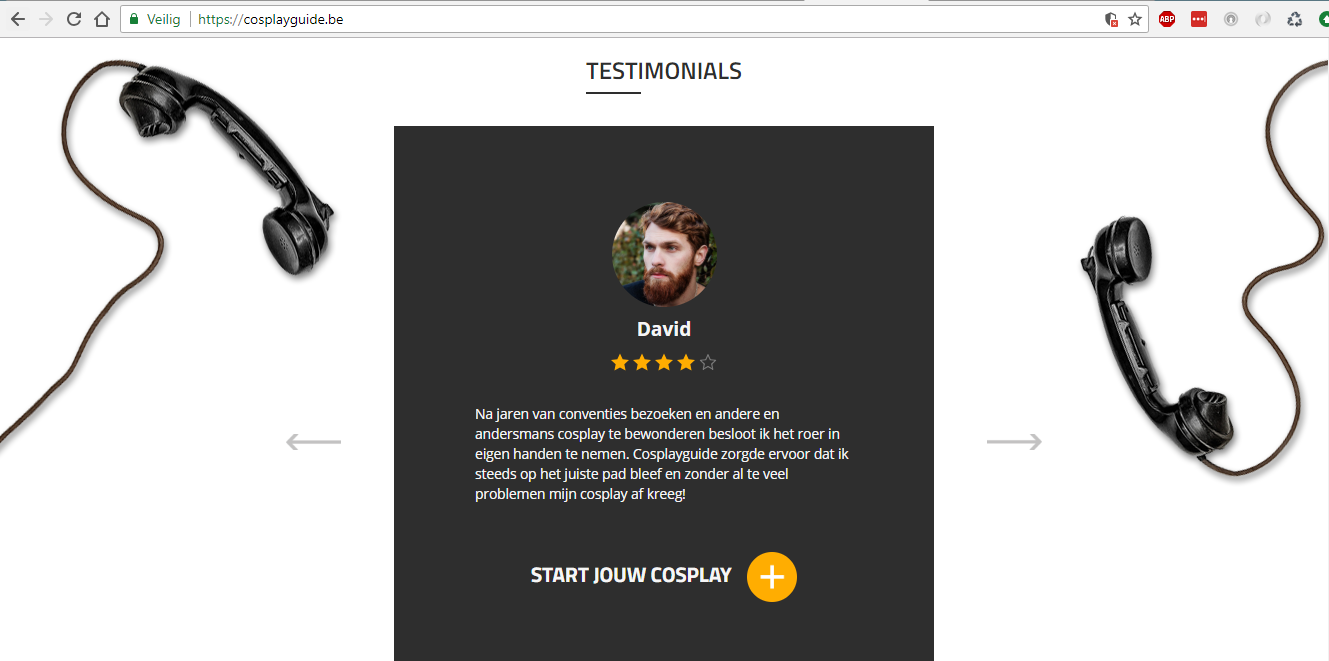 Veilig
https://cosplayguide.be
ABP
TESTIMONIALS
David
Na jaren van conventies bezoeken en andere en
andersmans cosplay te bewonderen besloot ik het roer in
eigen handen te nemen. Cosplayguide zorgde ervoor dat ik
steeds op het juiste pad bleef en zonder al te veel
problemen mijn cosplay af kreeg!
START JOUW COSPLAY